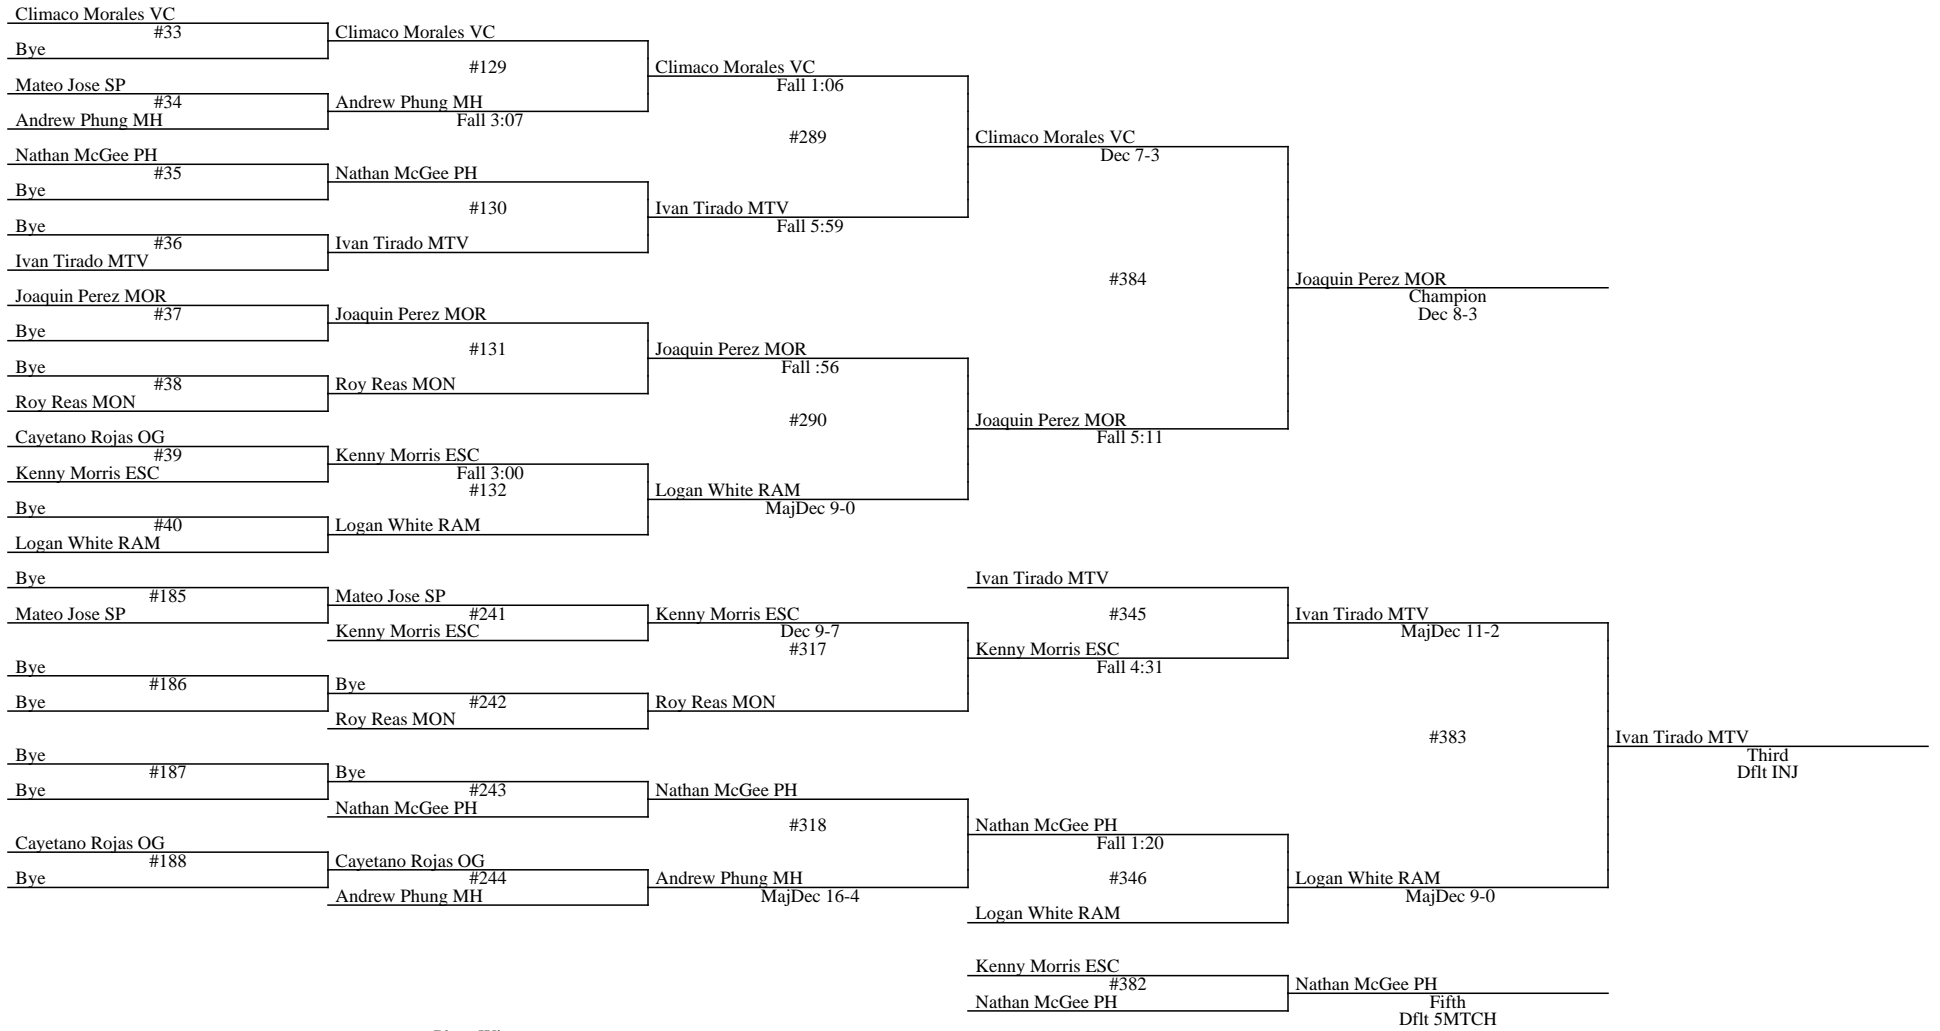 Climaco Morales VC
#33
Bye
Climaco Morales VC
#129
Mateo Jose SP
#34
Andrew Phung MH
Andrew Phung MH
Fall 3:07
Climaco Morales VC
Fall 1:06
#289
Nathan McGee PH
#35
Bye
Nathan McGee PH
#130
Bye
#36
Ivan Tirado MTV
Ivan Tirado MTV
Ivan Tirado MTV
Fall 5:59
Climaco Morales VC
Dec 7-3
#384
Joaquin Perez MOR
#37
Bye
Joaquin Perez MOR
#131
Bye
#38
Roy Reas MON
Roy Reas MON
Joaquin Perez MOR
Fall :56
#290
Cayetano Rojas OG
#39
Kenny Morris ESC
Kenny Morris ESC
Fall 3:00
#132
Bye
#40
Logan White RAM
Logan White RAM
Logan White RAM
MajDec 9-0
Joaquin Perez MOR
Fall 5:11
Joaquin Perez MOR
Champion
Dec 8-3
Bye
#185
Mateo Jose SP
Mateo Jose SP
#241
Kenny Morris ESC
Kenny Morris ESC
Dec 9-7
#317
Bye
#186
Bye
Bye
#242
Roy Reas MON
Roy Reas MON
Ivan Tirado MTV
#345
Kenny Morris ESC
Fall 4:31
Ivan Tirado MTV
MajDec 11-2
#383
Bye
#187
Bye
Bye
#243
Nathan McGee PH
Nathan McGee PH
#318
Cayetano Rojas OG
#188
Bye
Cayetano Rojas OG
#244
Andrew Phung MH
Andrew Phung MH
MajDec 16-4
Nathan McGee PH
Fall 1:20
#346
Logan White RAM
Logan White RAM
MajDec 9-0
Ivan Tirado MTV
Third
Dflt INJ
Kenny Morris ESC
#382
Nathan McGee PH
Nathan McGee PH
Fifth
Dflt 5MTCH